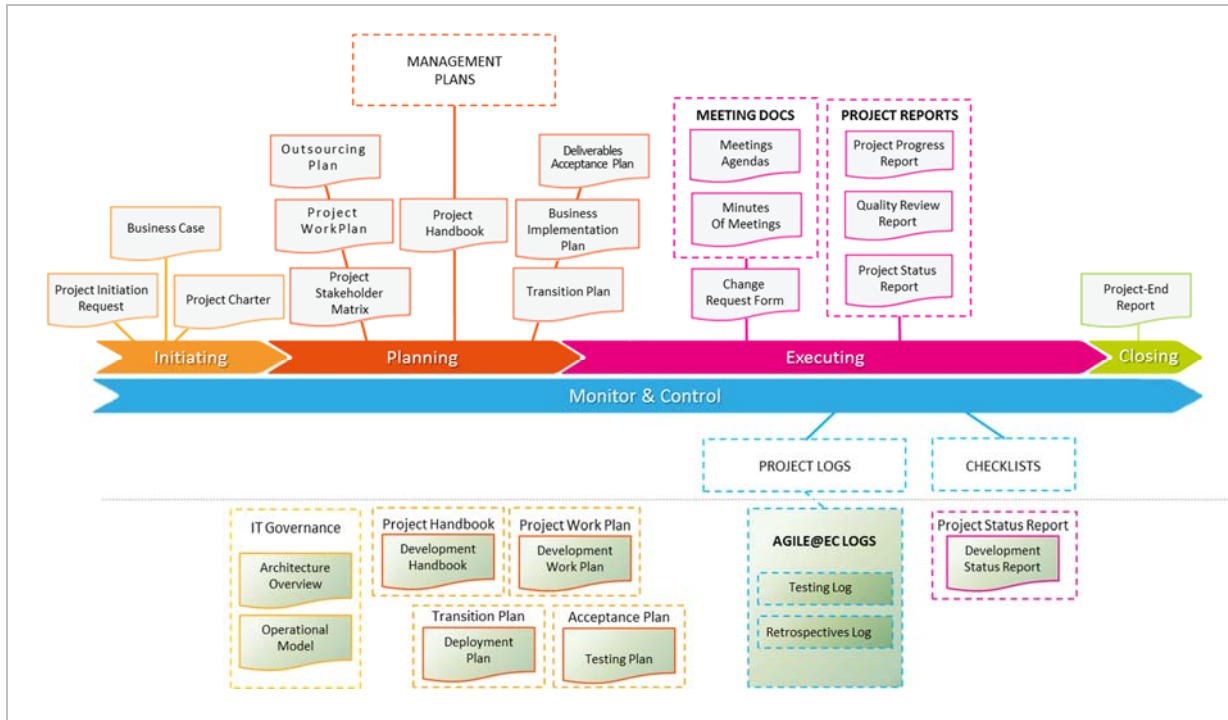 MANAGEMENT
PLANS
MEETING DOCS
PROJECT REPORTS
Outsourcing
Plan
Deliverables
Acceptance Plan
Meetings
Agendas
Project Progress
Report
Business Case
Project
WorkPlan
Project
Handbook
Business
Implementation
Plan
Minutes
Of Meetings
Quality Review
Report
Project Initiation
Request
Project Charter
Project
Stakeholder
Matrix
Transition Plan
Change
Request Form
Project Status
Report
Project-End
Report
Initiating
Planning
Executing
Closing
Monitor & Control
PROJECT LOGS
CHECKLISTS
IT Governance
Architecture
Overview
Operational
Model
Project Handbook
Development
Handbook
Project Work Plan
Development
Work Plan
Transition Plan
Deployment
Plan
Acceptance Plan
Testing Plan
AGILE@EC LOGS
Testing Log
Retrospectives Log
Project Status Report
Development
Status Report